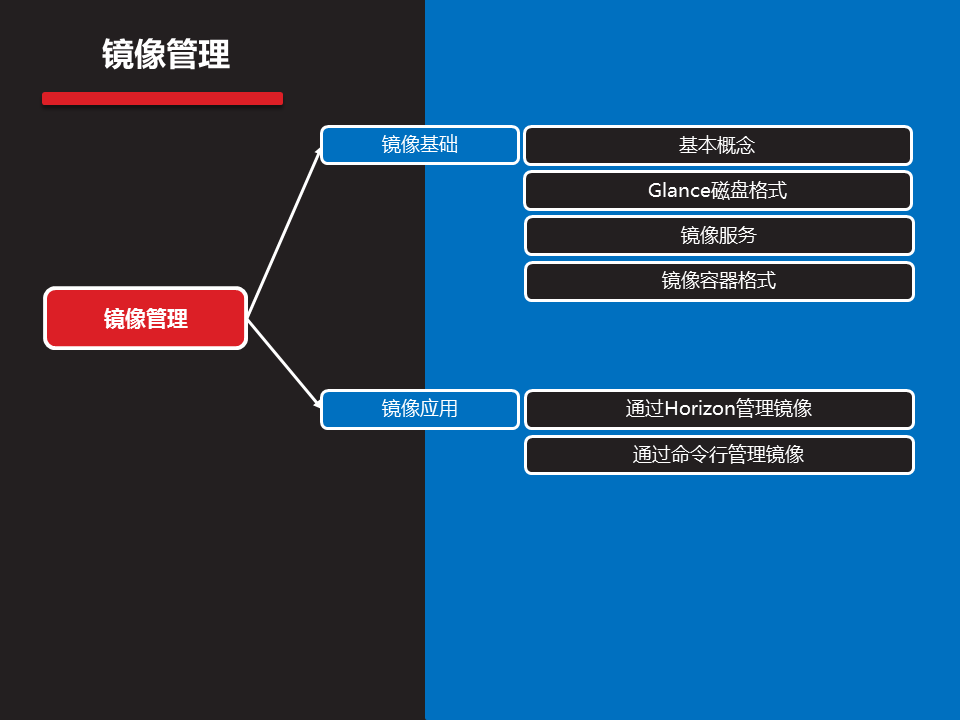 镜像管理
镜像基础
基本概念
Glance磁盘格式
镜像服务
镜像容器格式
镜像管理
镜像应用
通过Horizon管理镜像
通过命令行管理镜像